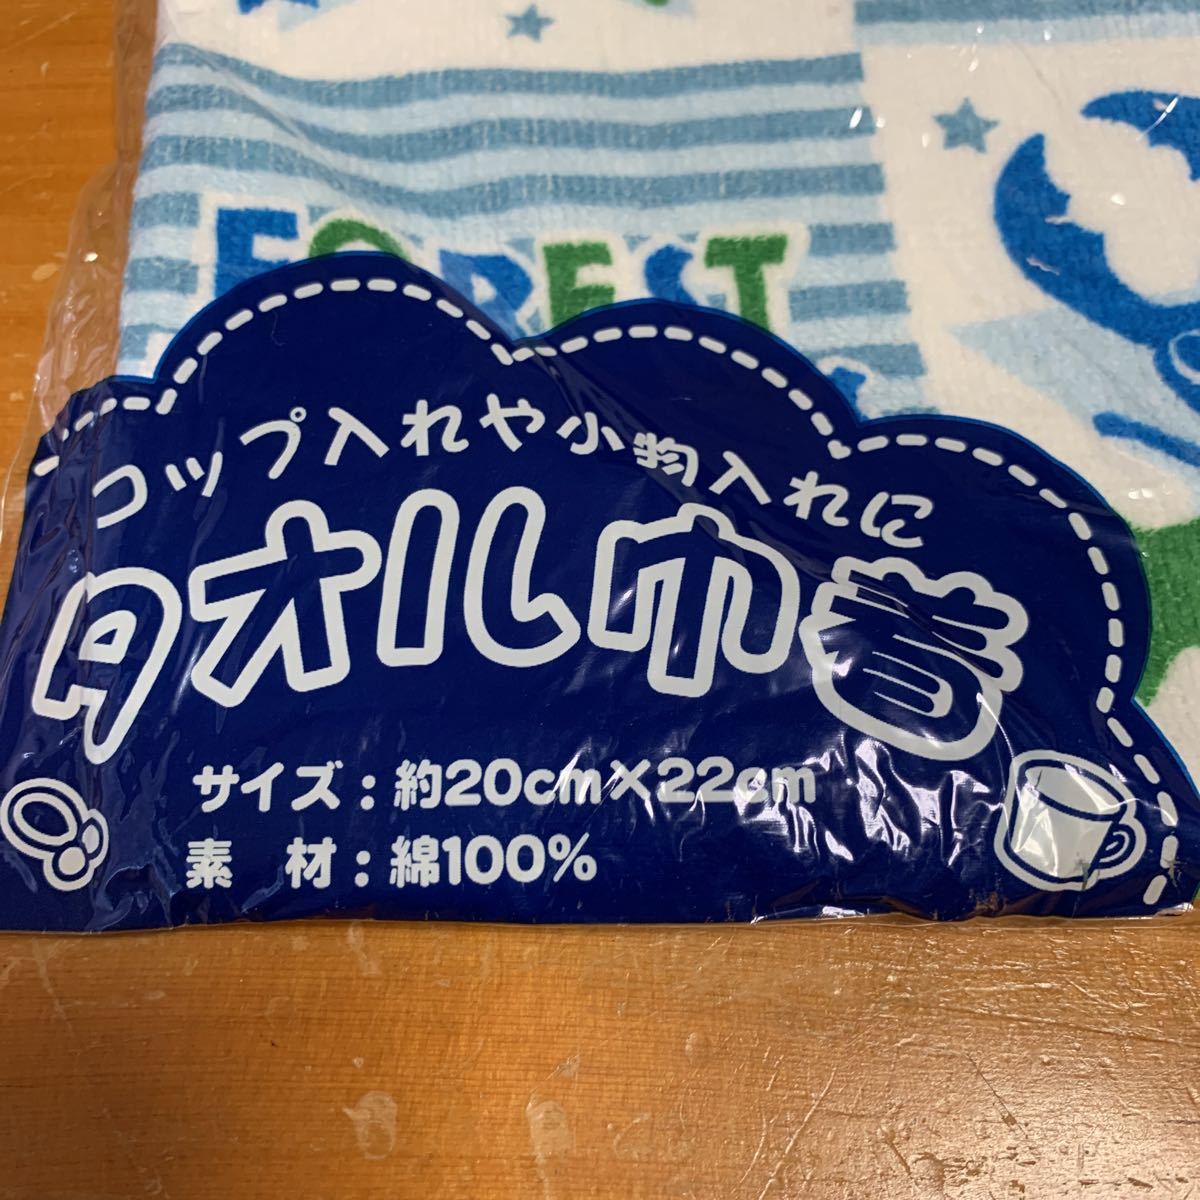 FOREST
コップ入れや小物入れに
タオル巾着
サイズ：約20cm×22cm
素　材：綿100%